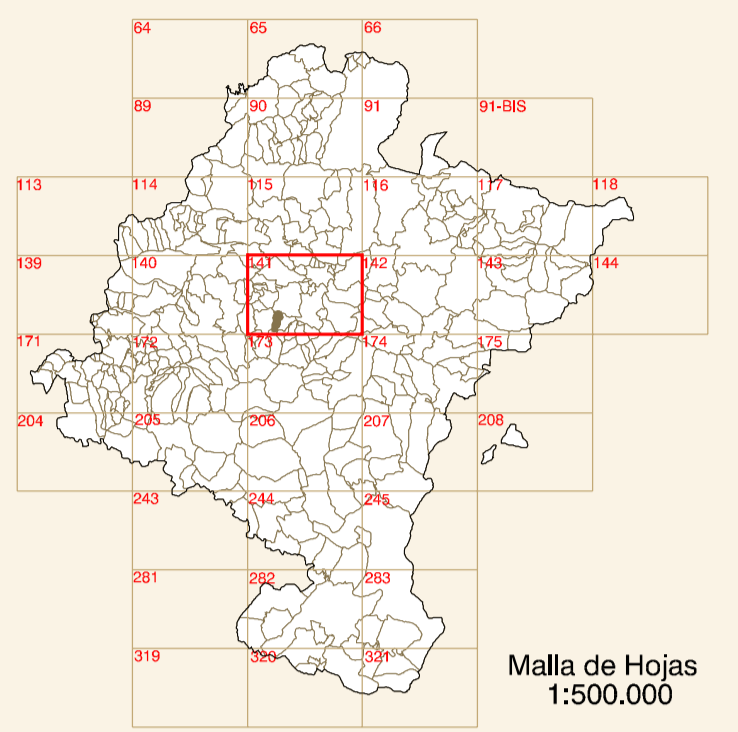 64 65 66
89 90 91 91-BIS
113 114 115 116 117 118
139 140 141 142 143 144
171 172 173 174 175
204 205 206 207 208
243 244 245
281 282 283
319 320 321
Malla de Hojas
1:500.000